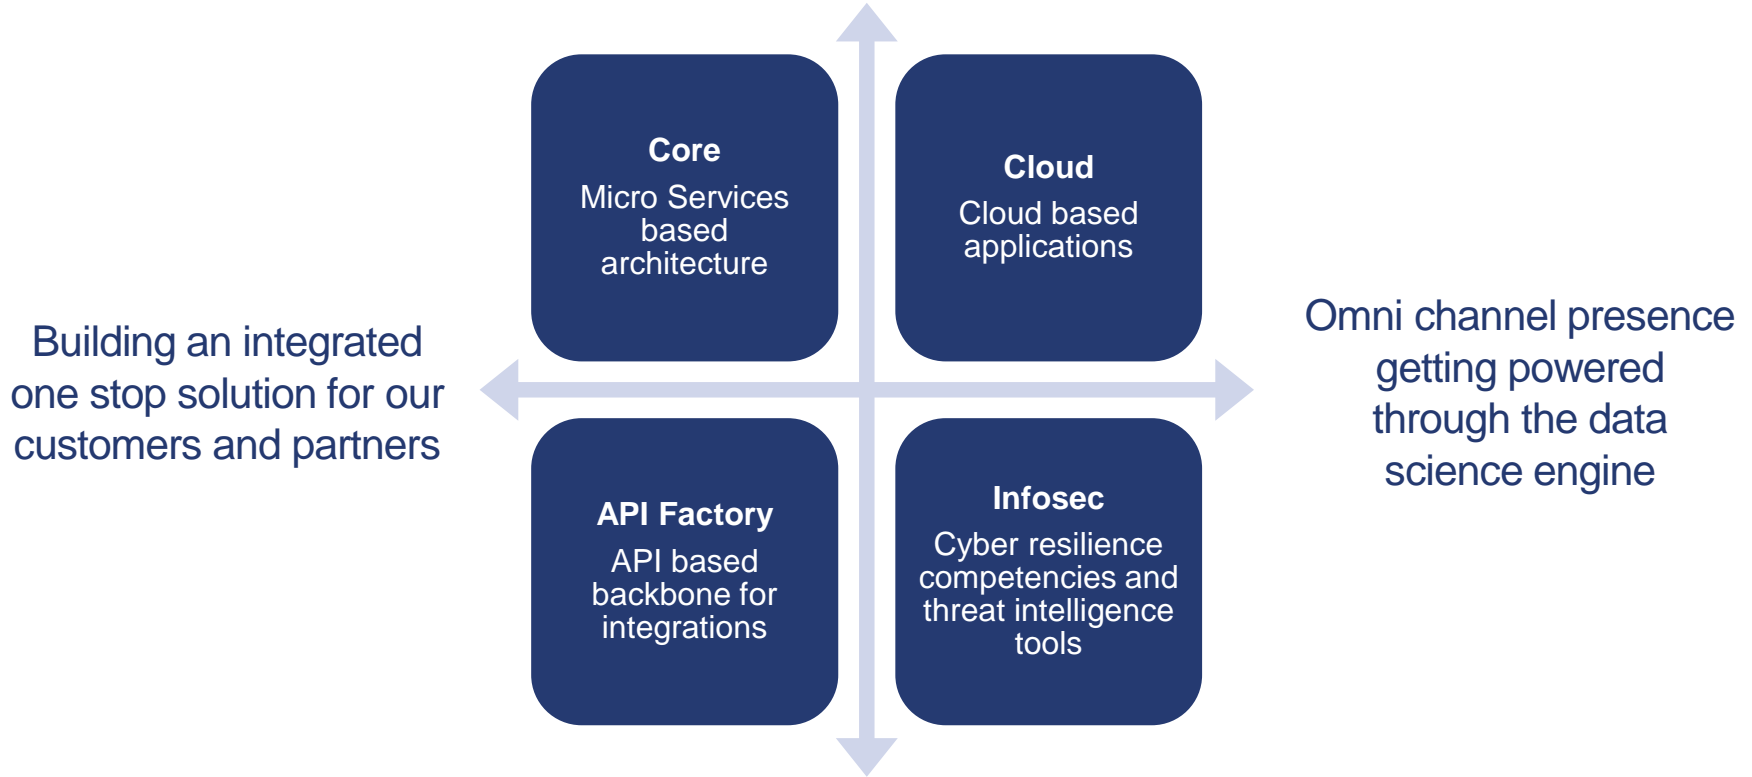 Building an integrated
one stop solution for our
customers and partners
Core
Micro Services
based
architecture
Cloud
Cloud based
applications
API Factory
API based
backbone for
integrations
Infosec
Cyber resilience
competencies and
threat intelligence
tools
Omni channel presence
getting powered
through the data
science engine